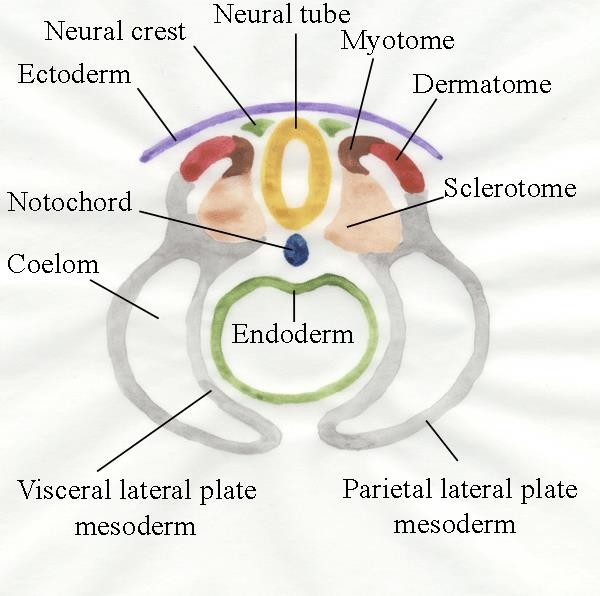 Neural tube
Neural crest
Myotome
Ectoderm
Dermatome
Sclerotome
Notochord
Coelom
Endoderm
Visceral lateral plate
mesoderm
Parietal lateral plate
mesoderm